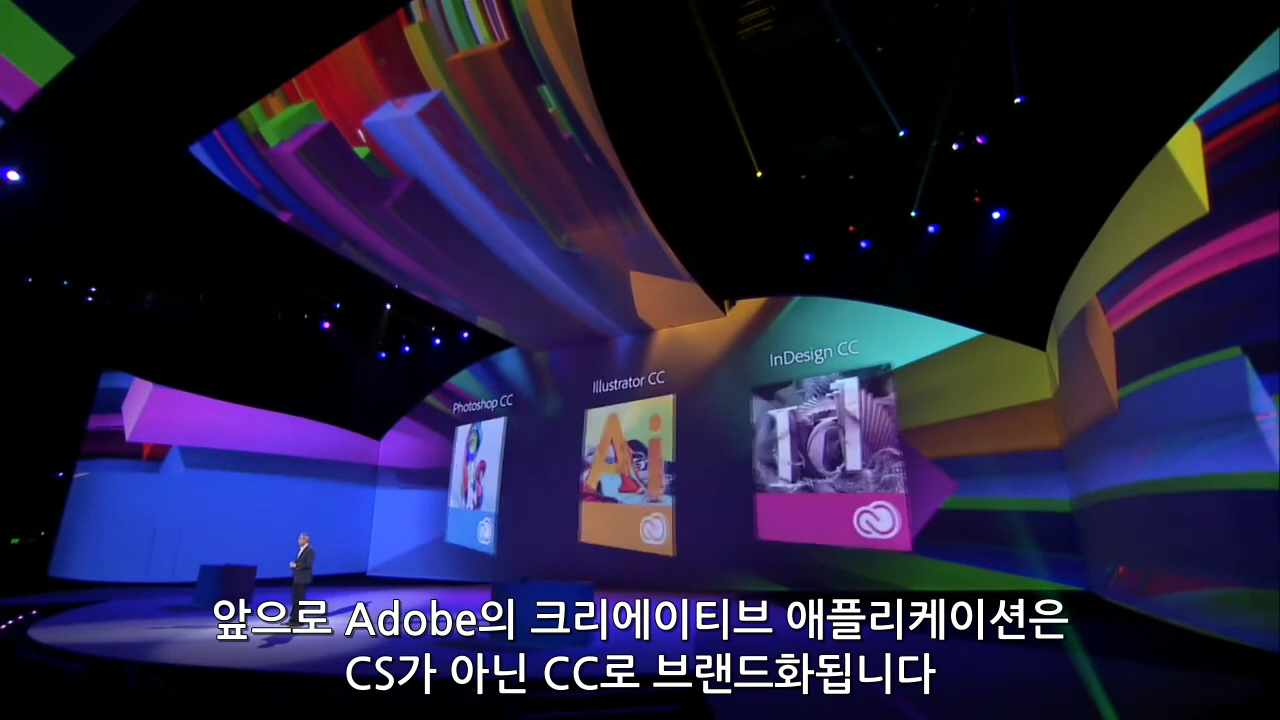 InDesign CC
Illustrator CC
Photoshop CC
Ps
Ai
Id
앞으로 Adobe의 크리에이티브 애플리케이션은
CS가 아닌 CC로 브랜드화됩니다